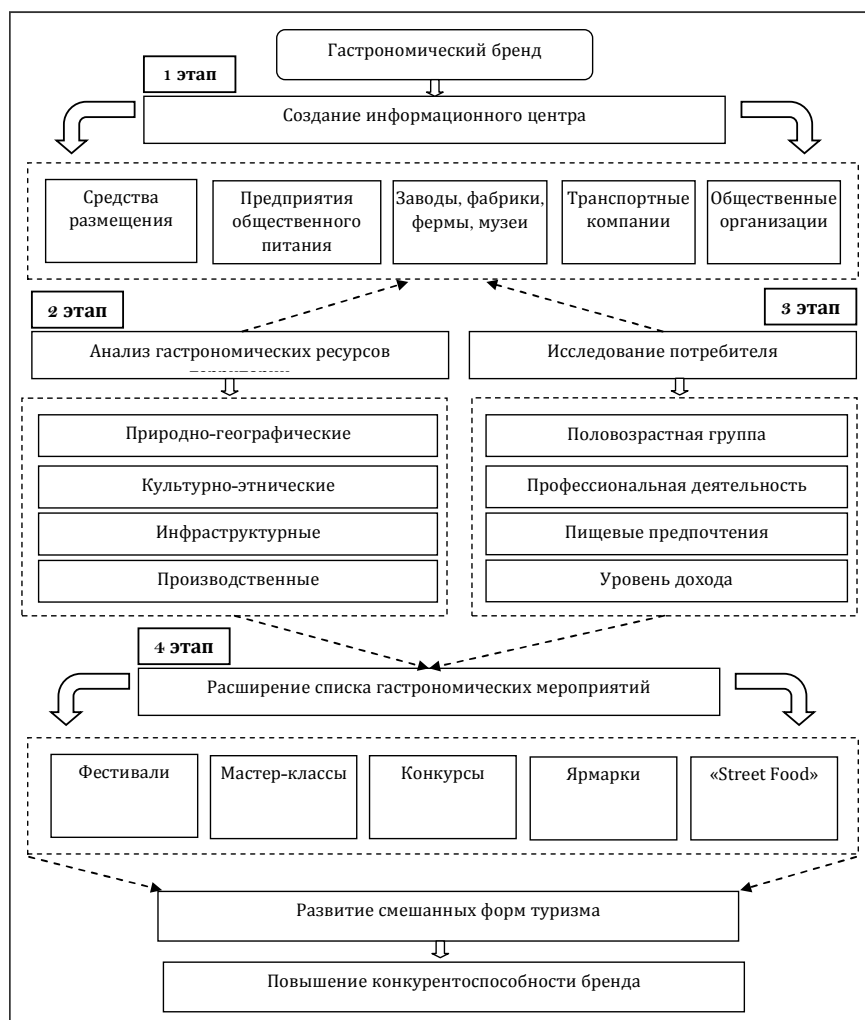 Гастрономический бренд
1 этап
Создание информационного центра
Средства
размещения
Предприятия
общественного
питания
Заводы, фабрики,
фермы, музеи
Транспортные
компании
Общественные
организации
2 этап
3 этап
Анализ гастрономических ресурсов
Исследование потребителя
Природно-географические
Культурно-этнические
Инфраструктурные
Производственные
Половозрастная группа
Профессиональная деятельность
Пищевые предпочтения
Уровень дохода
4 этап
Расширение списка гастрономических мероприятий
Фестивали
Мастер-классы
Конкурсы
Ярмарки
«Street Food»
Развитие смешанных форм туризма
Повышение конкурентоспособности бренда